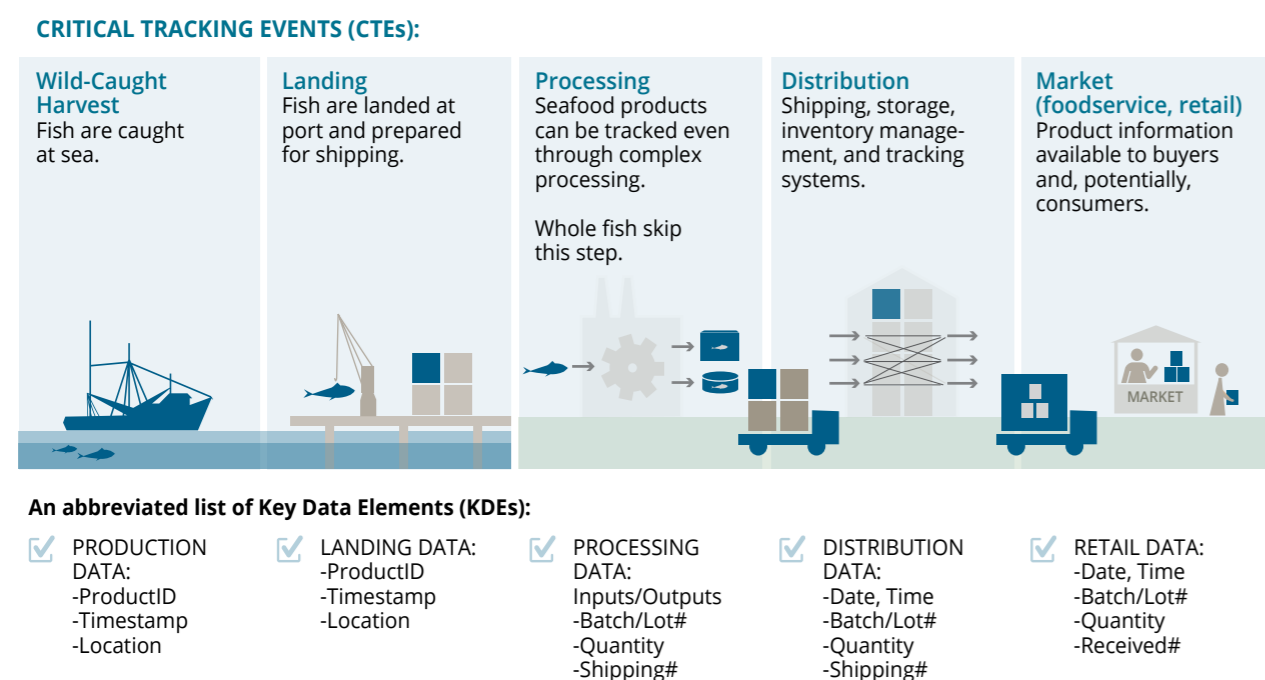 CRITICAL TRACKING EVENTS (CTEs):
Wild-Caught
Harvest
Fish are caught
at sea.
Landing
Fish are landed at
port and prepared
for shipping.
Processing
Seafood products
can be tracked even
through complex
processing.
Whole fish skip
this step.
Distribution
Shipping, storage,
inventory manage-
ment, and tracking
systems.
Market
(foodservice, retail)
Product information
available to buyers
and, potentially,
consumers.
MARKET
An abbreviated list of Key Data Elements (KDEs):
PRODUCTION
DATA:
-ProductID
-Timestamp
-Location
LANDING DATA:
-ProductID
-Timestamp
-Location
PROCESSING
DATA:
Inputs/Outputs
-Batch/Lot#
-Quantity
-Shipping#
DISTRIBUTION
DATA:
-Date, Time
-Batch/Lot#
-Quantity
-Shipping#
RETAIL DATA:
-Date, Time
-Batch/Lot#
-Quantity
-Received#